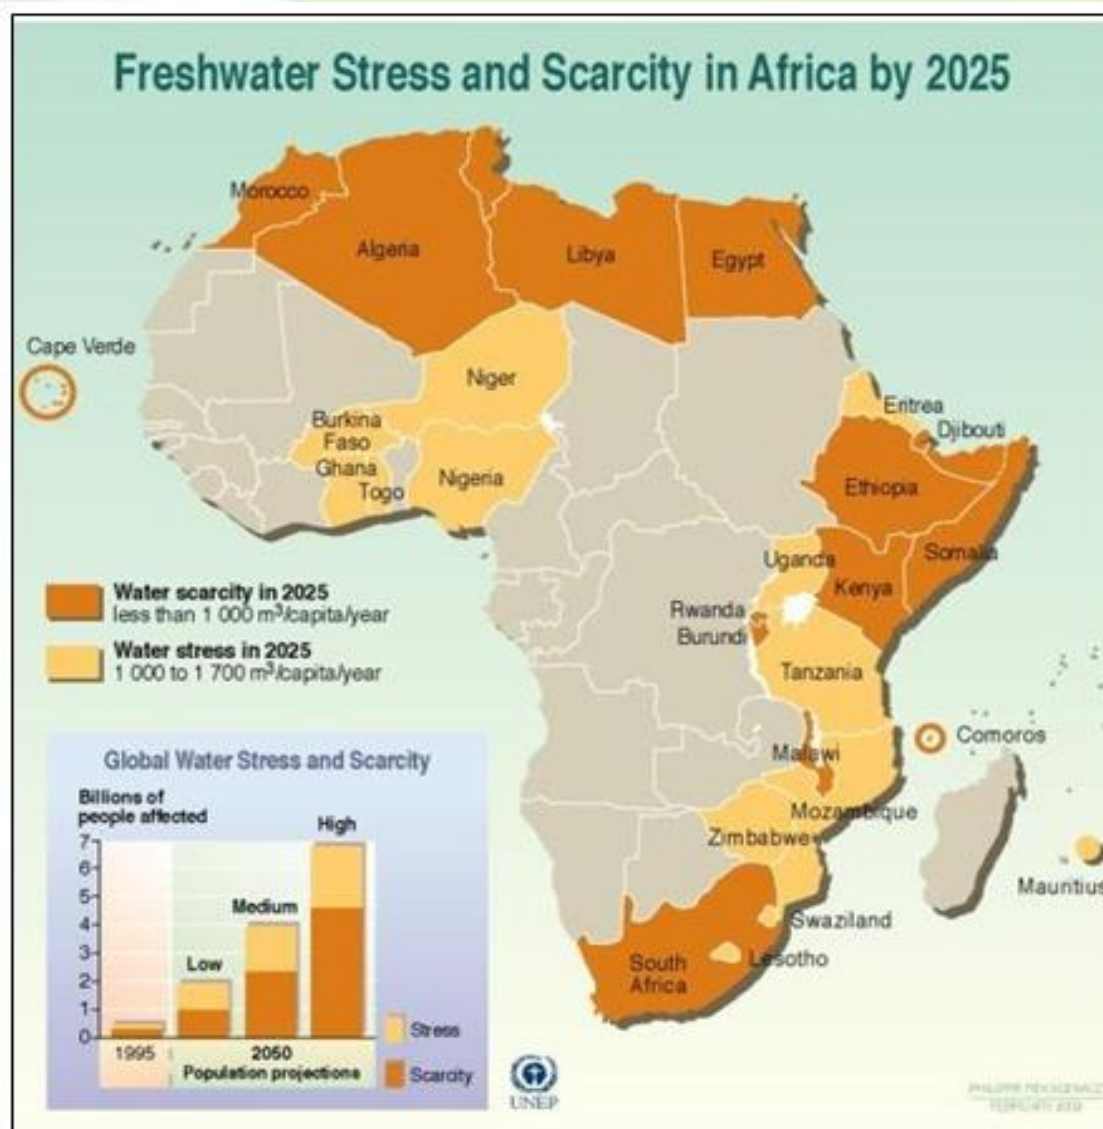 Freshwater Stress and Scarcity in Africa by 2025
Morocco
Algeria
Libya
Egypt
Cape Verde
Niger
Burkina
Faso
Ghana
Togo
Nigeria
Eritrea
Djibouti
Ethiopia
Somalia
Uganda
Kenya
Rwanda
Burundi
Tanzania
Comoros
Malawi
Mozambique
Zimbabwe
Mauritius
Swaziland
Lesotho
South
Africa
Water scarcity in 2025
less than 1 000 m³/capita/year
Water stress in 2025
1 000 to 1 700 m³/capita/year
Global Water Stress and Scarcity
Billions of
people affected
7
6
5
4
3
2
1
0
High
Medium
Low
1995
2050
Population projections
Stress
Scarcity
UNEP